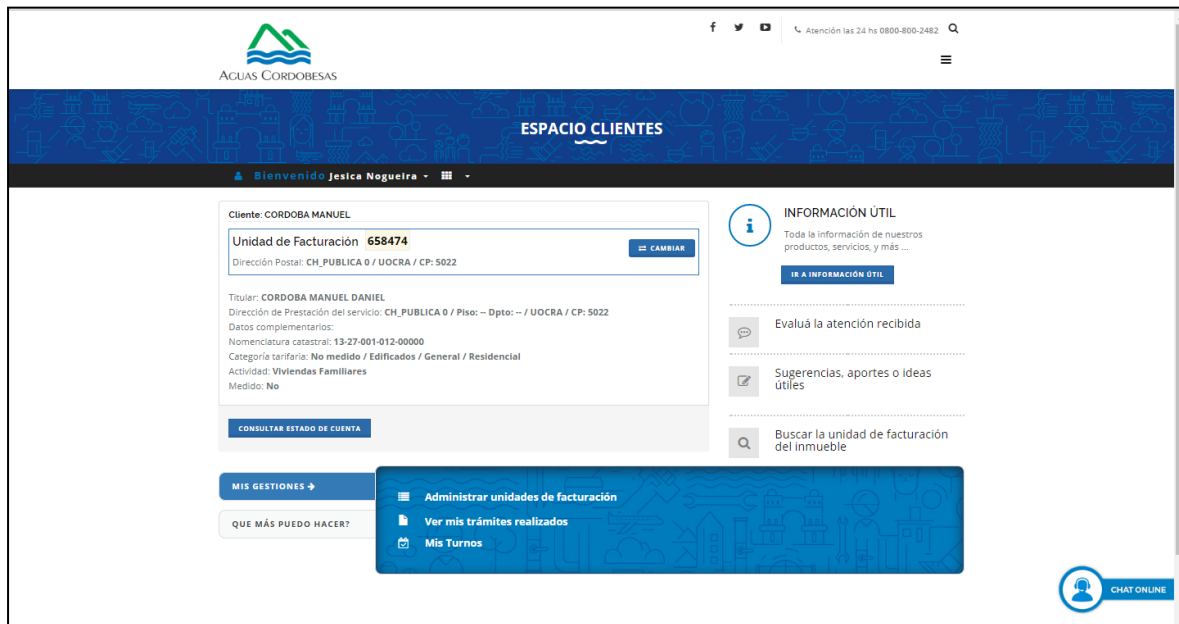 Atención las 24 hs 0800-800-2482
AGUAS CORDOBESAS
ESPACIO CLIENTES
Bienvenido Jesica Nogueira
Cliente: CORDOBA MANUEL
Unidad de Facturación 658474
CAMBIAR
Dirección Postal: CH_PUBLICA 0 / UOCRA / CP: 5022
Titular: CORDOBA MANUEL DANIEL
Dirección de Prestación del servicio: CH_PUBLICA 0 / Piso: -- Dpto: -- / UOCRA / CP: 5022
Datos complementarios:
Nomenclatura catastral: 13-27-001-012-00000
Categoría tarifaria: No medido / Edificados / General / Residencial
Actividad: Viviendas Familiares
Medido: No
CONSULTAR ESTADO DE CUENTA
INFORMACIÓN ÚTIL
Toda la información de nuestros
productos, servicios, y más ...
IR A INFORMACIÓN ÚTIL
Evaluá la atención recibida
Sugerencias, aportes o ideas
útiles
Buscar la unidad de facturación
del inmueble
MIS GESTIONES
QUE MÁS PUEDO HACER?
Administrar unidades de facturación
Ver mis trámites realizados
Mis Turnos
CHAT ONLINE